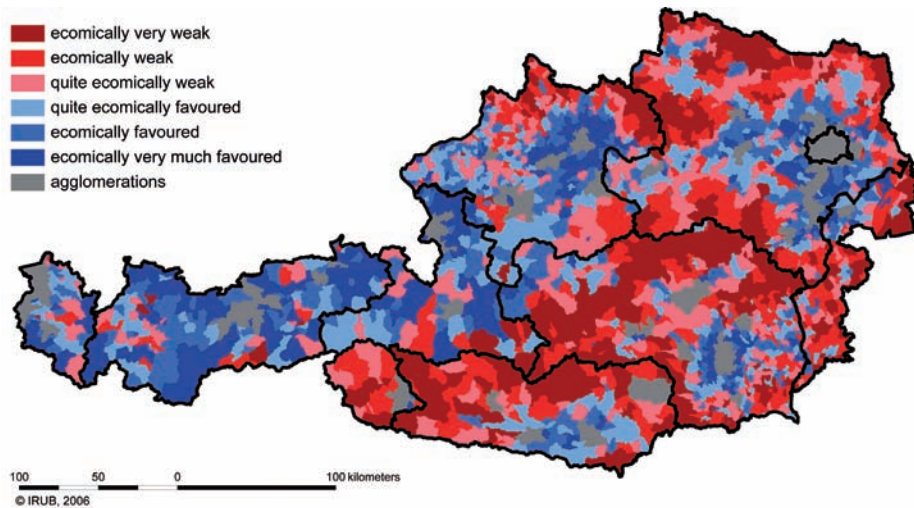 ecomically very weak
ecomically weak
quite ecomically weak
quite ecomically favoured
ecomically favoured
ecomically very much favoured
agglomerations
100 50 0 100 kilometers
© IRUB, 2006